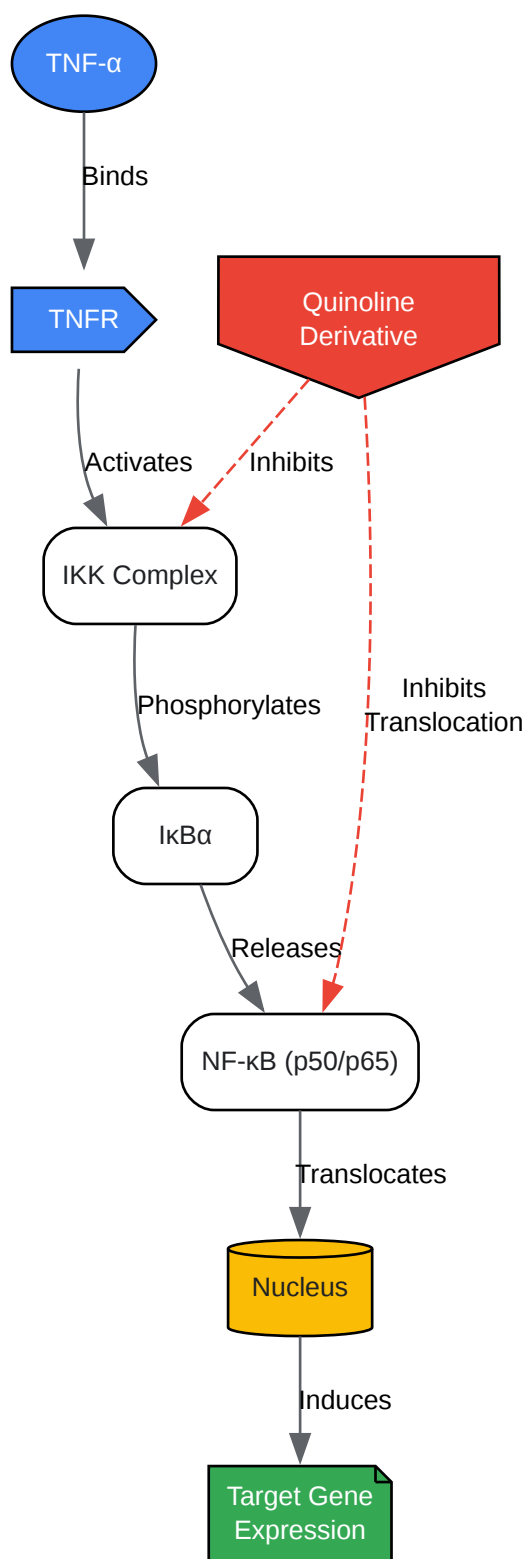 TNF-α
Binds
TNFR
Quinoline
Derivative
Activates
Inhibits
IKK Complex
Phosphorylates
Inhibits
Translocation
IκBα
Releases
NF-κB (p50/p65)
Translocates
Nucleus
Induces
Target Gene
Expression